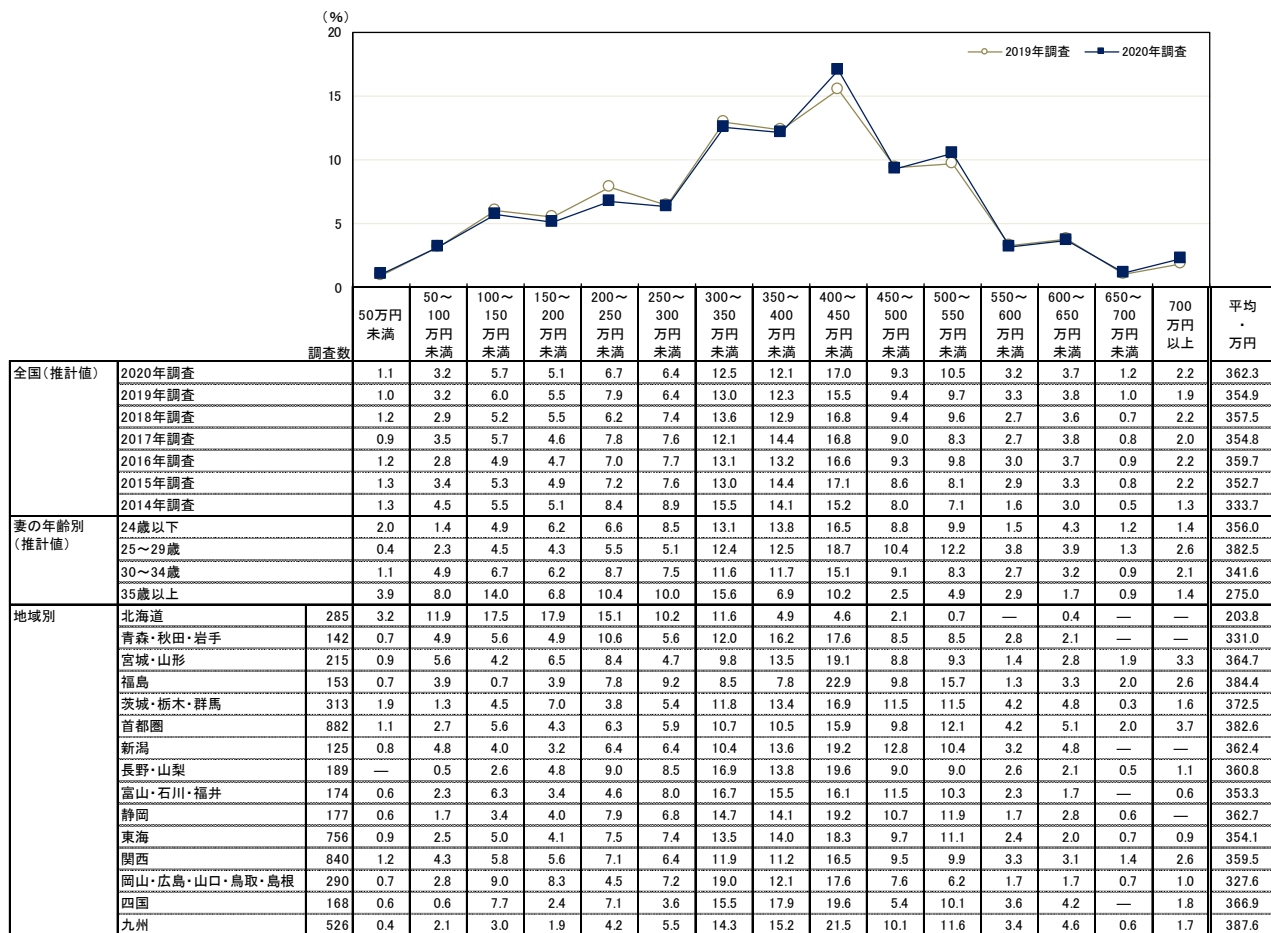 (%)
20
15
10
5
0
2019年調査 2020年調査
調査数 50万円未満 50～100万円未満 100～150万円未満 150～200万円未満 200～250万円未満 250～300万円未満 300～350万円未満 350～400万円未満 400～450万円未満 450～500万円未満 500～550万円未満 550～600万円未満 600～650万円未満 650～700万円未満 700万円以上 平均・万円
全国(推計値) 2020年調査 1.1 3.2 5.7 5.1 6.7 6.4 12.5 12.1 17.0 9.3 10.5 3.2 3.7 1.2 2.2 362.3
2019年調査 1.0 3.2 6.0 5.5 7.9 6.4 13.0 12.3 15.5 9.4 9.7 3.3 3.8 1.0 1.9 354.9
2018年調査 1.2 2.9 5.2 5.5 6.2 7.4 13.6 12.9 16.8 9.4 9.6 2.7 3.6 0.7 2.2 357.5
2017年調査 0.9 3.5 5.7 4.6 7.8 7.6 12.1 14.4 16.8 9.0 8.3 2.7 3.8 0.8 2.0 354.8
2016年調査 1.2 2.8 4.9 4.7 7.0 7.7 13.1 13.2 16.6 9.3 9.8 3.0 3.7 0.9 2.2 359.7
2015年調査 1.3 3.4 5.3 4.9 7.2 7.6 13.0 14.4 17.1 8.6 8.1 2.9 3.3 0.8 2.2 352.7
2014年調査 1.3 4.5 5.5 5.1 8.4 8.9 15.5 14.1 15.2 8.0 7.1 1.6 3.0 0.5 1.3 333.7
妻の年齢別(推計値) 24歳以下 2.0 1.4 4.9 6.2 6.6 8.5 13.1 13.8 16.5 8.8 9.9 1.5 4.3 1.2 1.4 356.0
25～29歳 0.4 2.3 4.5 4.3 5.5 5.1 12.4 12.5 18.7 10.4 12.2 3.8 3.9 1.3 2.6 382.5
30～34歳 1.1 4.9 6.7 6.2 8.7 7.5 11.6 11.7 15.1 9.1 8.3 2.7 3.2 0.9 2.1 341.6
35歳以上 3.9 8.0 14.0 6.8 10.4 10.0 15.6 6.9 10.2 2.5 4.9 2.9 1.7 0.9 1.4 275.0
地域別 北海道 285 3.2 11.9 17.5 17.9 15.1 10.2 11.6 4.9 4.6 2.1 0.7 — 0.4 — — 203.8
青森・秋田・岩手 142 0.7 4.9 5.6 4.9 10.6 5.6 12.0 16.2 17.6 8.5 8.5 2.8 2.1 — — 331.0
宮城・山形 215 0.9 5.6 4.2 6.5 8.4 4.7 9.8 13.5 19.1 8.8 9.3 1.4 2.8 1.9 3.3 364.7
福島 153 0.7 3.9 0.7 3.9 7.8 9.2 8.5 7.8 22.9 9.8 15.7 1.3 3.3 2.0 2.6 384.4
茨城・栃木・群馬 313 1.9 1.3 4.5 7.0 3.8 5.4 11.8 13.4 16.9 11.5 11.5 4.2 4.8 0.3 1.6 372.5
首都圏 882 1.1 2.7 5.6 4.3 6.3 5.9 10.7 10.5 15.9 9.8 12.1 4.2 5.1 2.0 3.7 382.6
新潟 125 0.8 4.8 4.0 3.2 6.4 6.4 10.4 13.6 19.2 12.8 10.4 3.2 4.8 — — 362.4
長野・山梨 189 — 0.5 2.6 4.8 9.0 8.5 16.9 13.8 19.6 9.0 9.0 2.6 2.1 0.5 1.1 360.8
富山・石川・福井 174 0.6 2.3 6.3 3.4 4.6 8.0 16.7 15.5 16.1 11.5 10.3 2.3 1.7 — 0.6 353.3
静岡 177 0.6 1.7 3.4 4.0 7.9 6.8 14.7 14.1 19.2 10.7 11.9 1.7 2.8 0.6 — 362.7
東海 756 0.9 2.5 5.0 4.1 7.5 7.4 13.5 14.0 18.3 9.7 11.1 2.4 2.0 0.7 0.9 354.1
関西 840 1.2 4.3 5.8 5.6 7.1 6.4 11.9 11.2 16.5 9.5 9.9 3.3 3.1 1.4 2.6 359.5
岡山・広島・山口・鳥取・島根 290 0.7 2.8 9.0 8.3 4.5 7.2 19.0 12.1 17.6 7.6 6.2 1.7 1.7 0.7 1.0 327.6
四国 168 0.6 0.6 7.7 2.4 7.1 3.6 15.5 17.9 19.6 5.4 10.1 3.6 4.2 — 1.8 366.9
九州 526 0.4 2.1 3.0 1.9 4.2 5.5 14.3 15.2 21.5 10.1 11.6 3.4 4.6 0.6 1.7 387.6